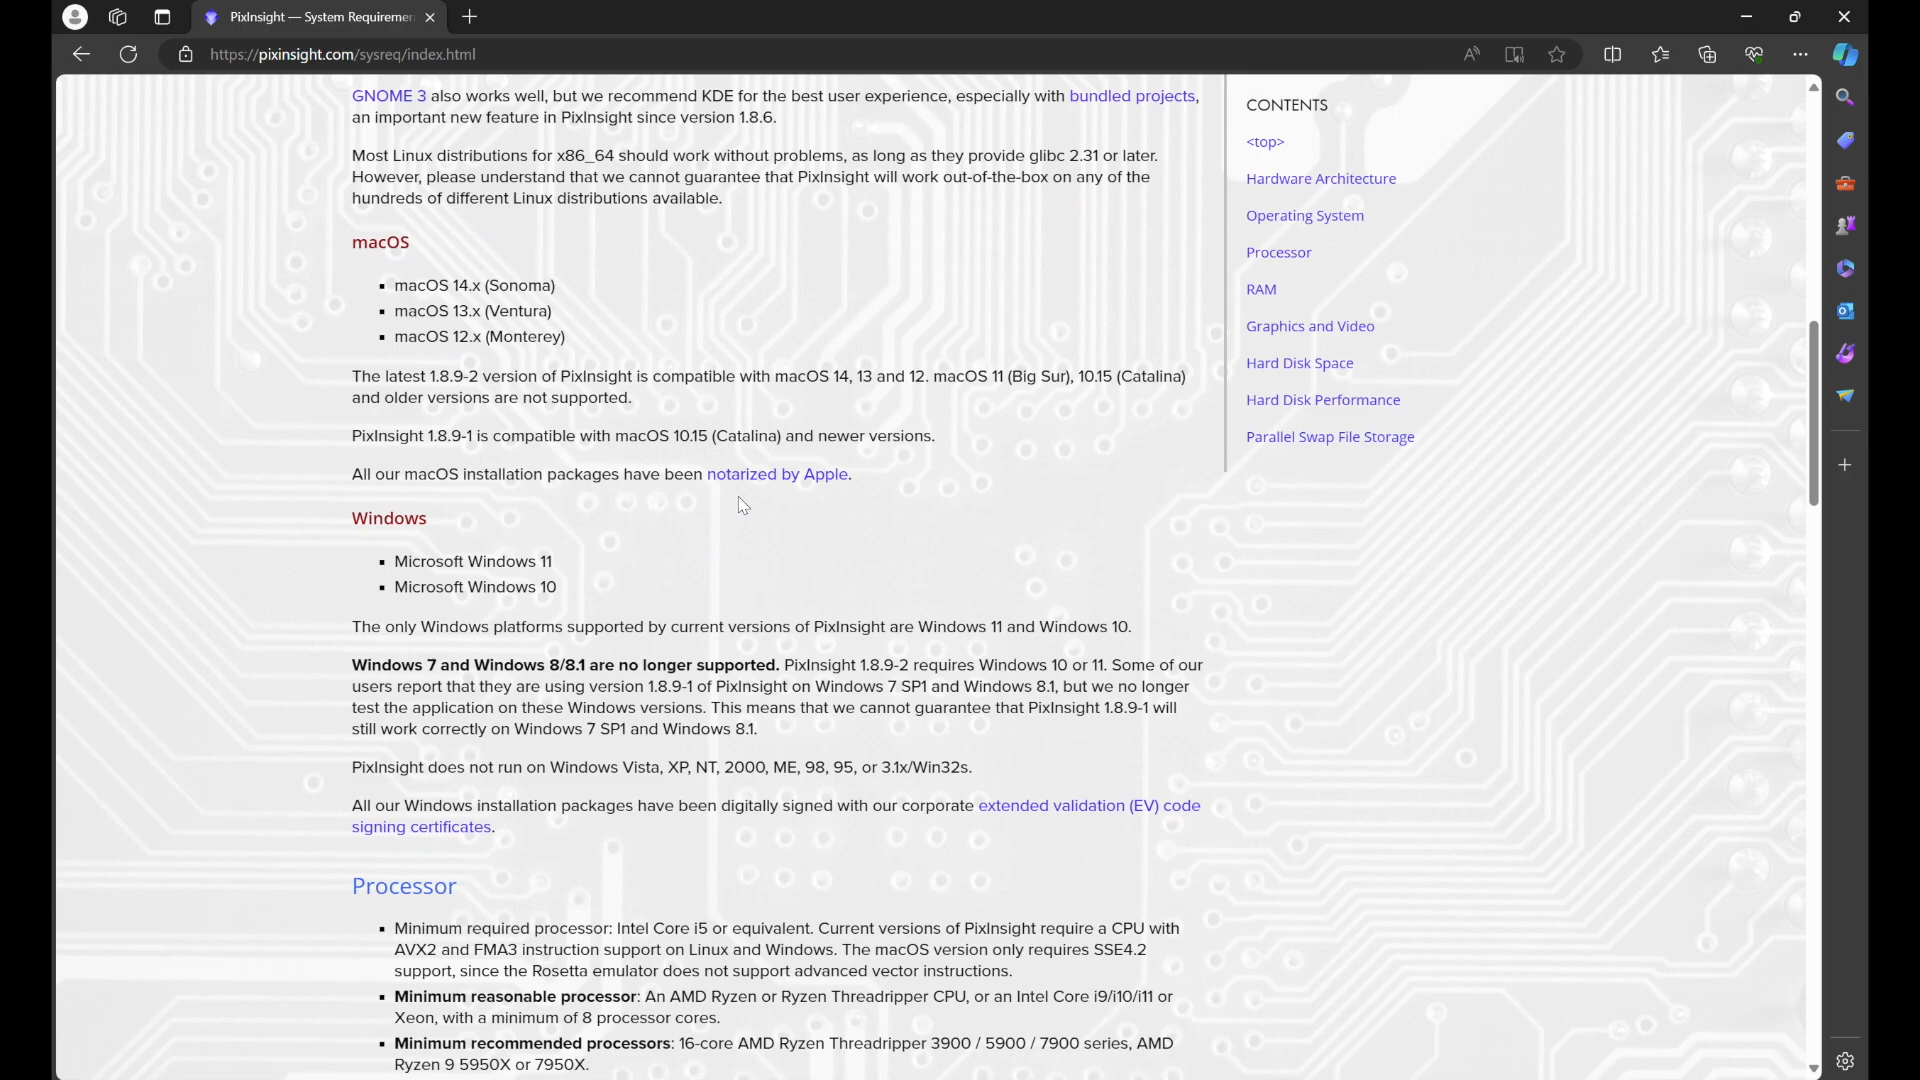 PixInsight — System Requiremen
https://pixinsight.com/sysreq/index.html
GNOME 3 also works well, but we recommend KDE for the best user experience, especially with bundled projects,
an important new feature in PixInsight since version 1.8.6.
Most Linux distributions for x86_64 should work without problems, as long as they provide glibc 2.31 or later.
However, please understand that we cannot guarantee that PixInsight will work out-of-the-box on any of the
hundreds of different Linux distributions available.
macOS
▪ macOS 14.x (Sonoma)
▪ macOS 13.x (Ventura)
▪ macOS 12.x (Monterey)
The latest 1.8.9-2 version of PixInsight is compatible with macOS 14, 13 and 12. macOS 11 (Big Sur), 10.15 (Catalina)
and older versions are not supported.
PixInsight 1.8.9-1 is compatible with macOS 10.15 (Catalina) and newer versions.
All our macOS installation packages have been notarized by Apple.
Windows
▪ Microsoft Windows 11
▪ Microsoft Windows 10
The only Windows platforms supported by current versions of PixInsight are Windows 11 and Windows 10.
Windows 7 and Windows 8/8.1 are no longer supported. PixInsight 1.8.9-2 requires Windows 10 or 11. Some of our
users report that they are using version 1.8.9-1 of PixInsight on Windows 7 SP1 and Windows 8.1, but we no longer
test the application on these Windows versions. This means that we cannot guarantee that PixInsight 1.8.9-1 will
still work correctly on Windows 7 SP1 and Windows 8.1.
PixInsight does not run on Windows Vista, XP, NT, 2000, ME, 98, 95, or 3.1x/Win32s.
All our Windows installation packages have been digitally signed with our corporate extended validation (EV) code
signing certificates.
Processor
▪ Minimum required processor: Intel Core i5 or equivalent. Current versions of PixInsight require a CPU with
AVX2 and FMA3 instruction support on Linux and Windows. The macOS version only requires SSE4.2
support, since the Rosetta emulator does not support advanced vector instructions.
▪ Minimum reasonable processor: An AMD Ryzen or Ryzen Threadripper CPU, or an Intel Core i9/i10/i11 or
Xeon, with a minimum of 8 processor cores.
▪ Minimum recommended processors: 16-core AMD Ryzen Threadripper 3900 / 5900 / 7900 series, AMD
Ryzen 9 5950X or 7950X.
CONTENTS
<top>
Hardware Architecture
Operating System
Processor
RAM
Graphics and Video
Hard Disk Space
Hard Disk Performance
Parallel Swap File Storage